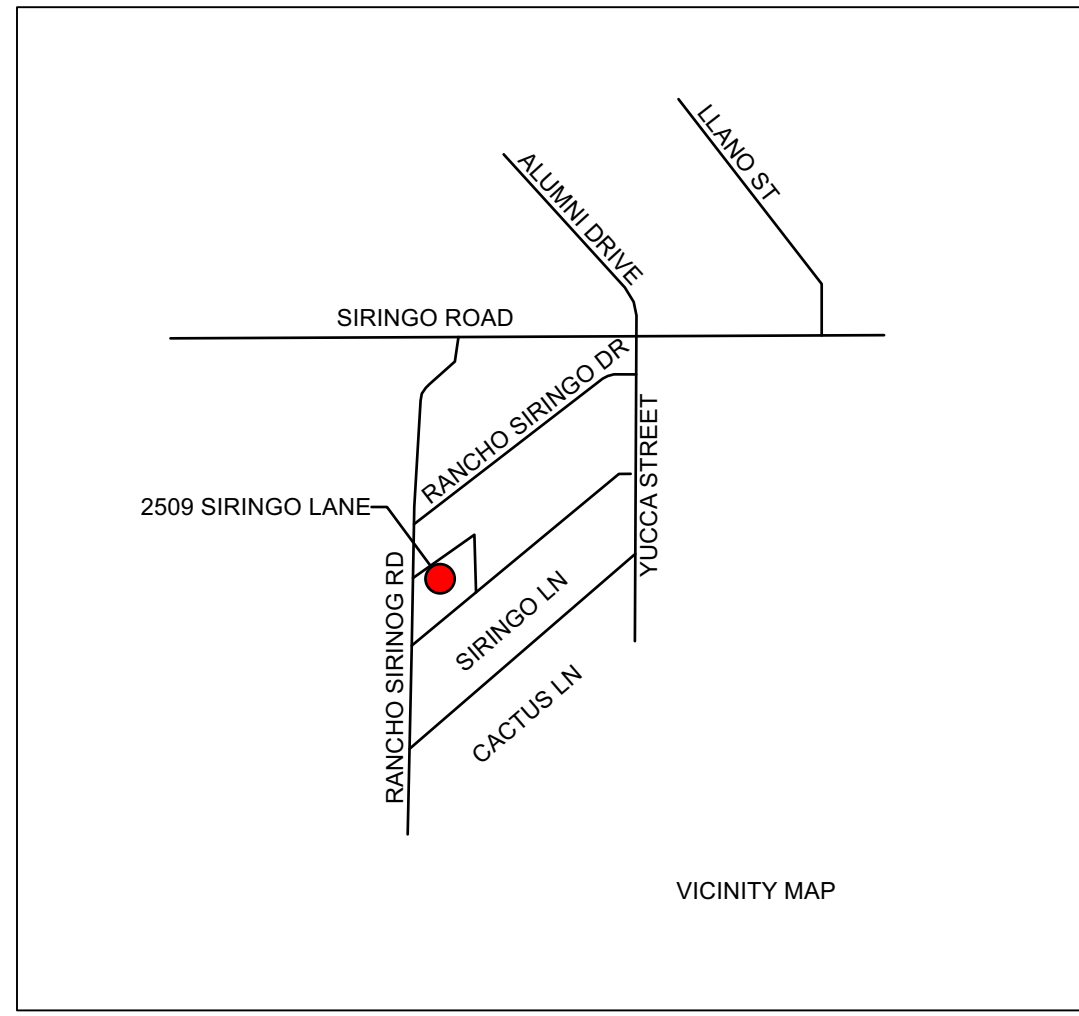 LLANO ST
ALUMNI DRIVE
SIRINGO ROAD
RANCHO SIRINGO DR
YUCCA STREET
2509 SIRINGO LANE
RANCHO SIRINOG RD
SIRINGO LN
CACTUS LN
VICINITY MAP